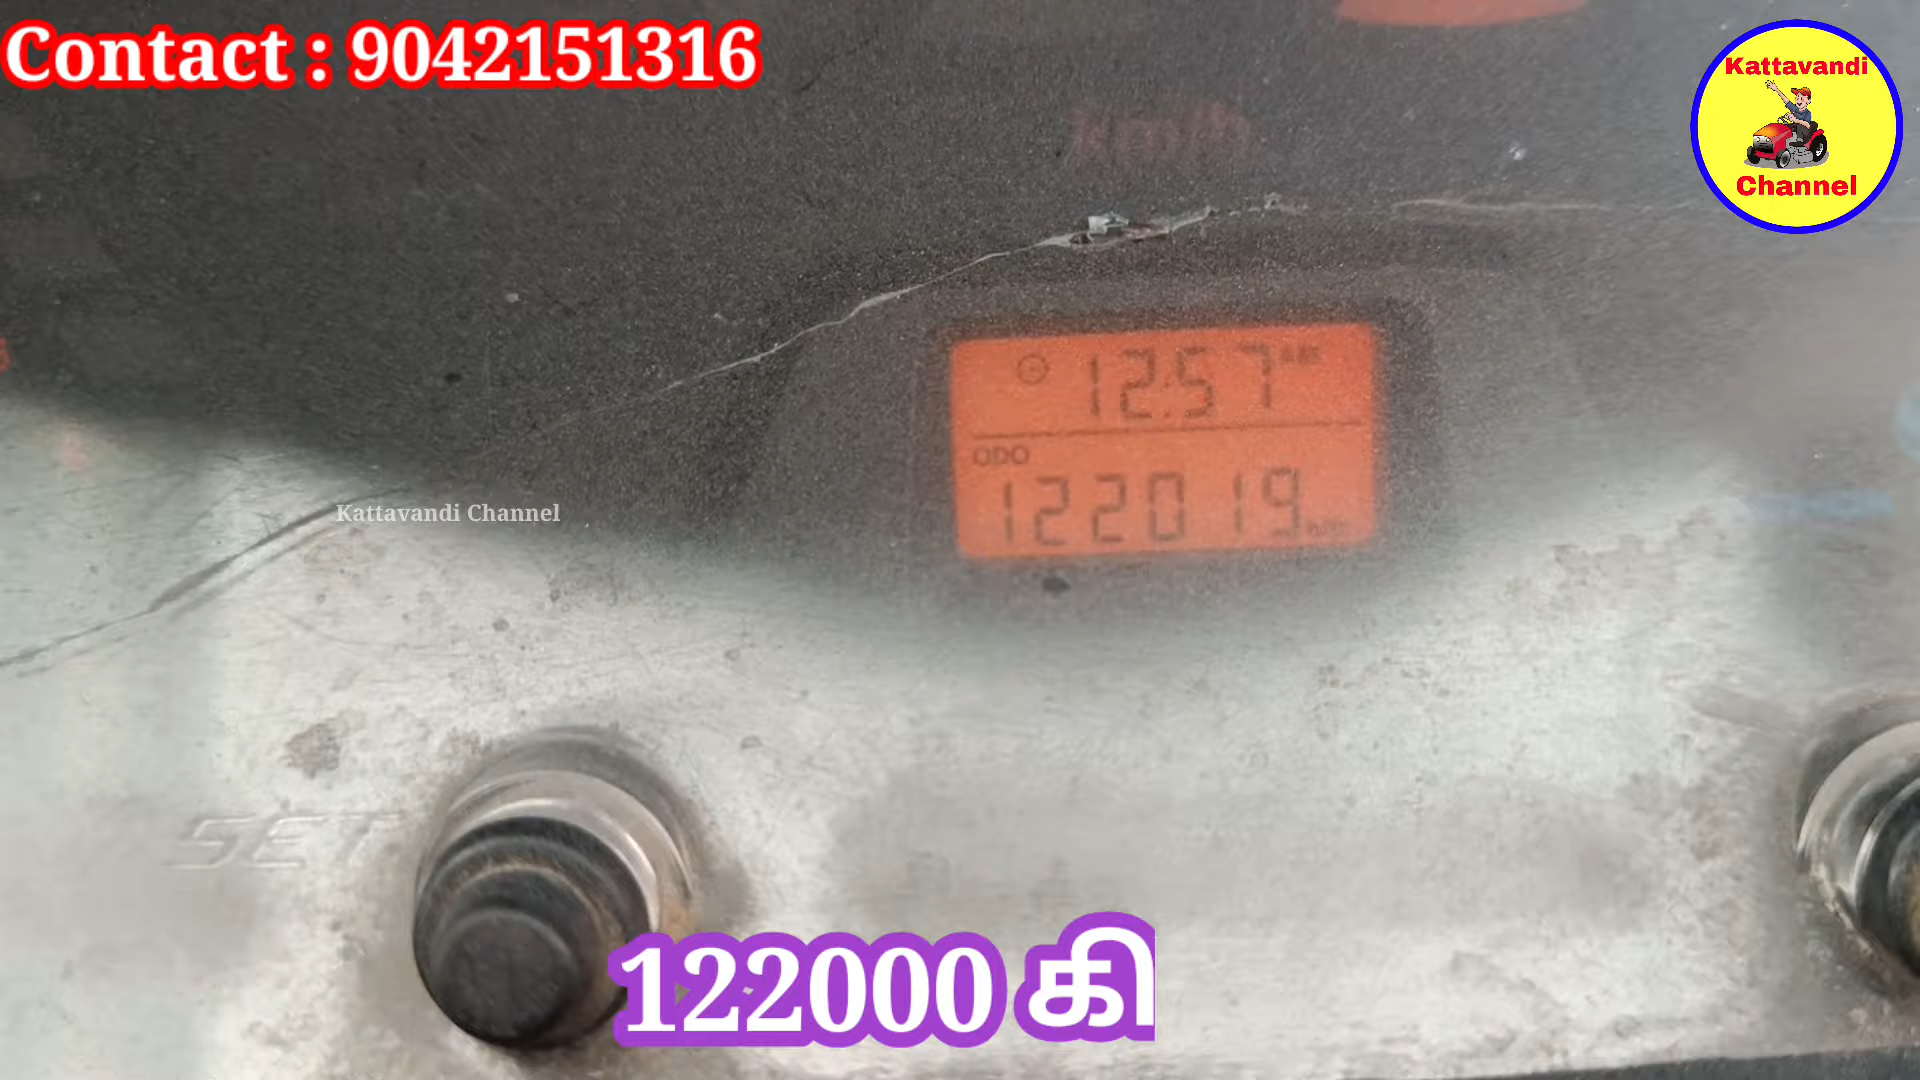 Contact : 9042151316
Kattavandi
Channel
12:57
ODO
122019
Kattavandi Channel
SET
122000 கி